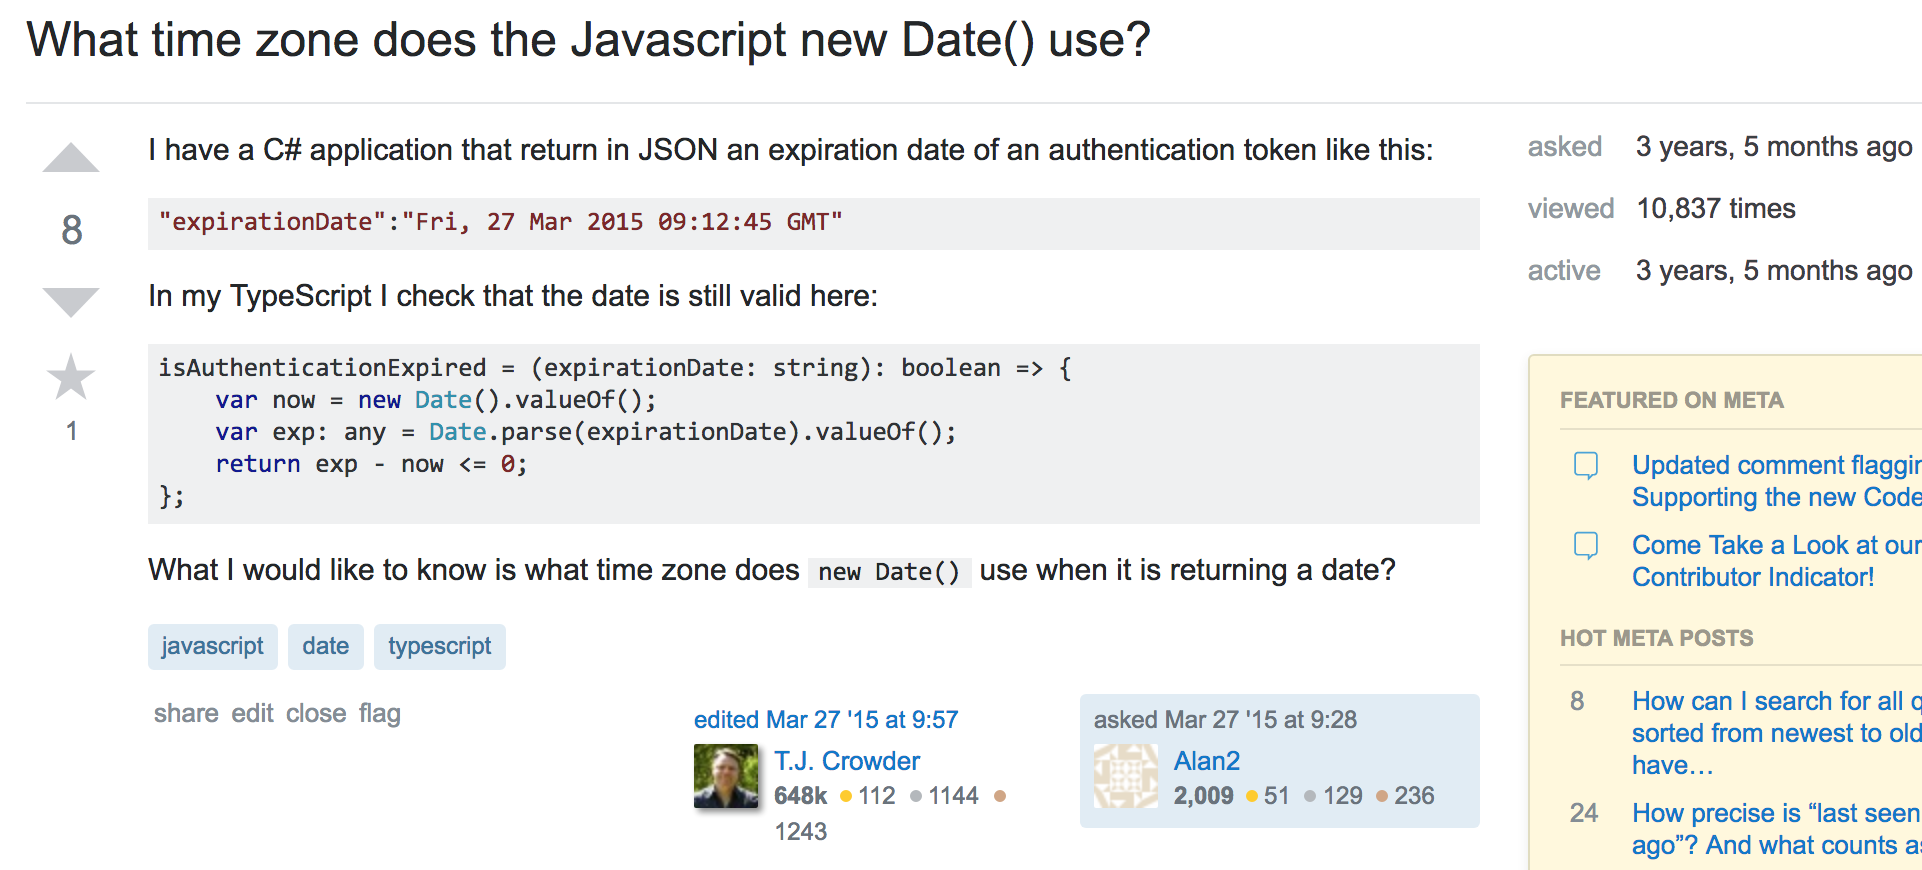 What time zone does the Javascript new Date() use?
I have a C# application that return in JSON an expiration date of an authentication token like this:
"expirationDate":"Fri, 27 Mar 2015 09:12:45 GMT"
8
In my TypeScript I check that the date is still valid here:
isAuthenticationExpired = (expirationDate: string): boolean => {
var now = new Date().valueOf();
var exp: any = Date.parse(expirationDate).valueOf();
return exp - now <= 0;
};
1
What I would like to know is what time zone does new Date() use when it is returning a date?
javascript date typescript
share edit close flag
edited Mar 27 '15 at 9:57
T.J. Crowder
648k 112 1144
1243
asked Mar 27 '15 at 9:28
Alan2
2,009 51 129 236
asked 3 years, 5 months ago
viewed 10,837 times
active 3 years, 5 months ago
FEATURED ON META
Updated comment
Supporting the new Code
Come Take a Look at our
Contributor Indicator!
HOT META POSTS
8 How can I search for all
sorted from newest to
have…
24 How precise is “last seen
ago”? And what counts